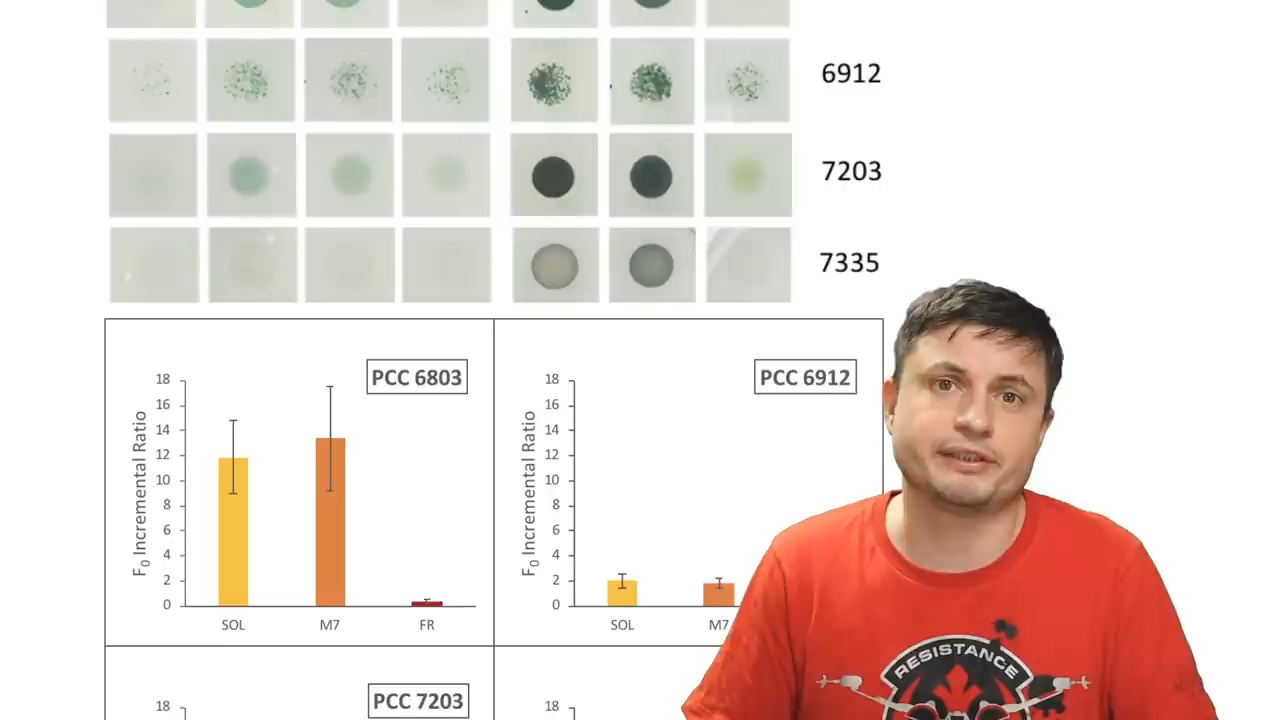 6912
7203
7335
PCC 6803
18
16
14
12
10
8
6
4
2
0
F0 Incremental Ratio
SOL
M7
FR
PCC 6912
18
16
14
12
10
8
6
4
2
0
F0 Incremental Ratio
SOL
M7
PCC 7203
18
18
RESISTANCE